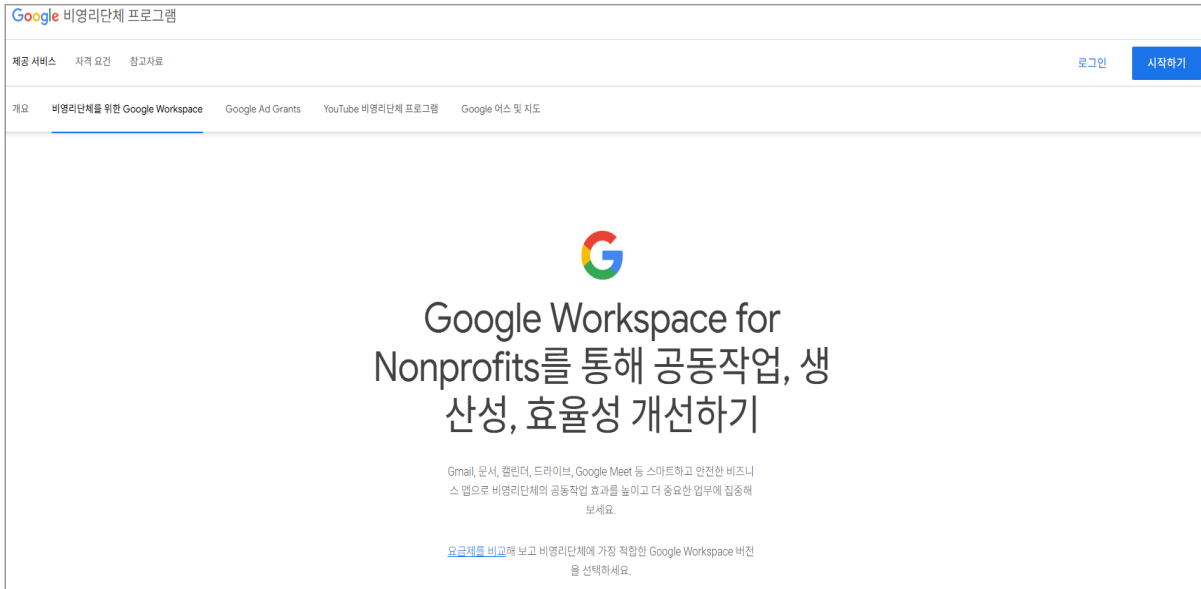 Google 비영리단체 프로그램
제공 서비스 자격 요건 참고자료 로그인 시작하기
개요 비영리단체를 위한 Google Workspace Google Ad Grants YouTube 비영리단체 프로그램 Google 어스 및 지도
G
Google Workspace for
Nonprofits를 통해 공동작업, 생
산성, 효율성 개선하기
Gmail, 문서, 캘린더, 드라이브, Google Meet 등 스마트하고 안전한 비즈니
스 앱으로 비영리단체의 공동작업 효과를 높이고 더 중요한 업무에 집중해
보세요.
요금제를 비교해 보고 비영리단체에 가장 적합한 Google Workspace 버전
을 선택하세요.